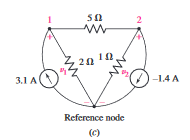 5 Ω
1
2
+
+
2 Ω
1 Ω
v1
v2
3.1 A
–1.4 A
–
–
Reference node
(c)